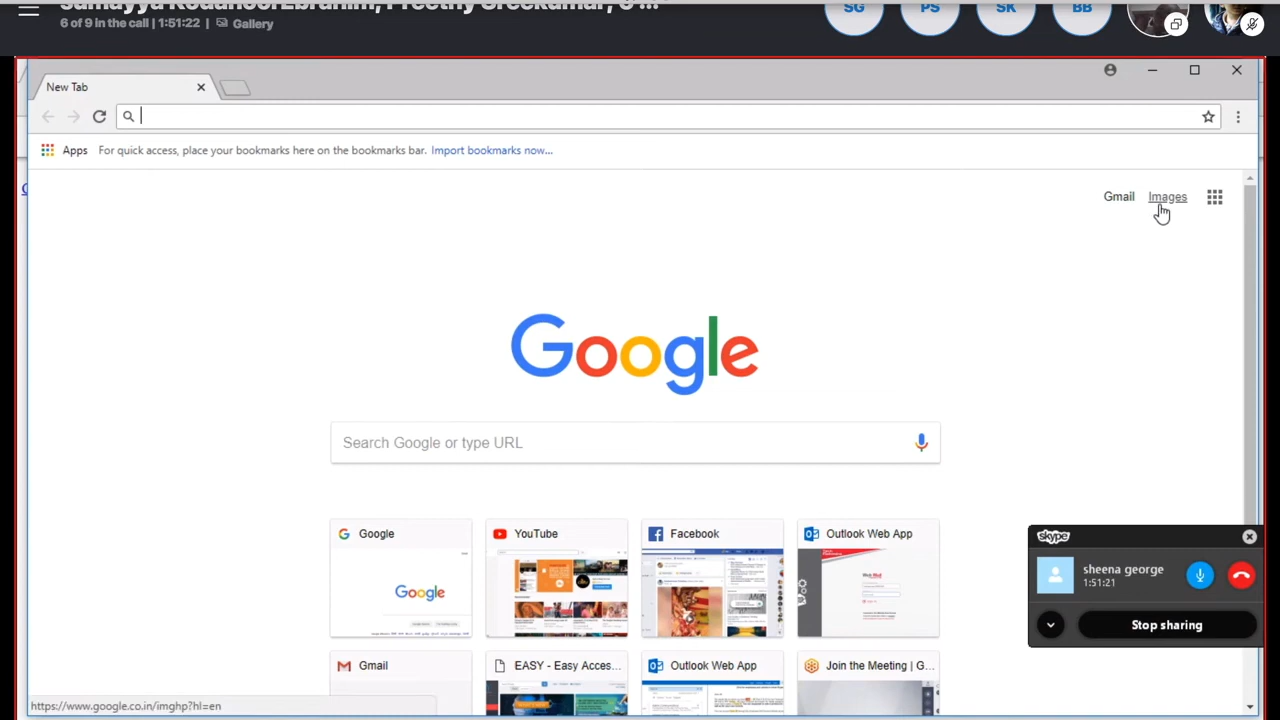 6 of 9 in the call | 1:51:22 | Gallery
SG PS SK BB
New Tab
Apps For quick access, place your bookmarks here on the bookmarks bar. Import bookmarks now...
Gmail Images
Google
Search Google or type URL
Google YouTube Facebook Outlook Web App
Google
skype
sheena george
1:51:21
Stop sharing
Gmail EASY - Easy Acces... Outlook Web App Join the Meeting | G...
https://www.google.co.in/imghp?hl=en